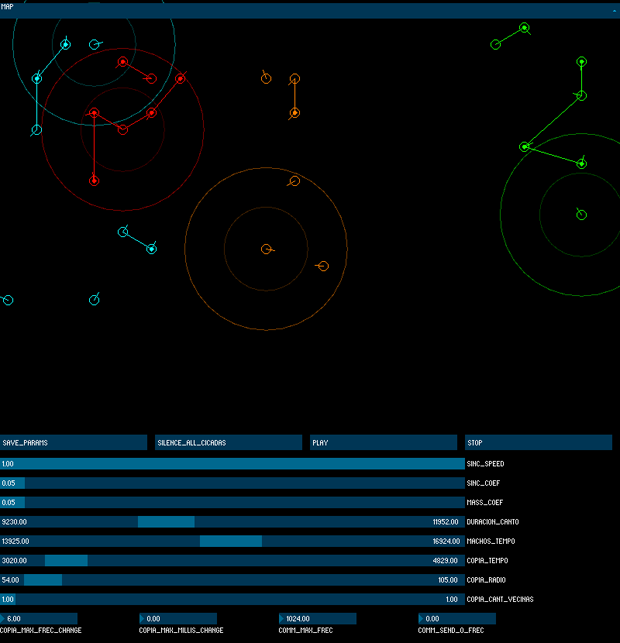 MAP
SAVE_PARAMS SILENCE_ALL_CICADAS PLAY STOP
1.00 SINC_SPEED
0.05 SINC_COEF
0.05 MASS_COEF
9230.00 11952.00 DURACION_CANTO
13925.00 16924.00 MACHOS_TEMPO
3020.00 4829.00 COPIA_TEMPO
54.00 105.00 COPIA_RADIO
1.00 1.00 COPIA_CANT_VECINAS
6.00 0.00 1024.00 0.00
COPIA_MAX_FREC_CHANGE COPIA_MAX_MILLIS_CHANGE COMM_MAX_FREC COMM_SEND_0_FREC